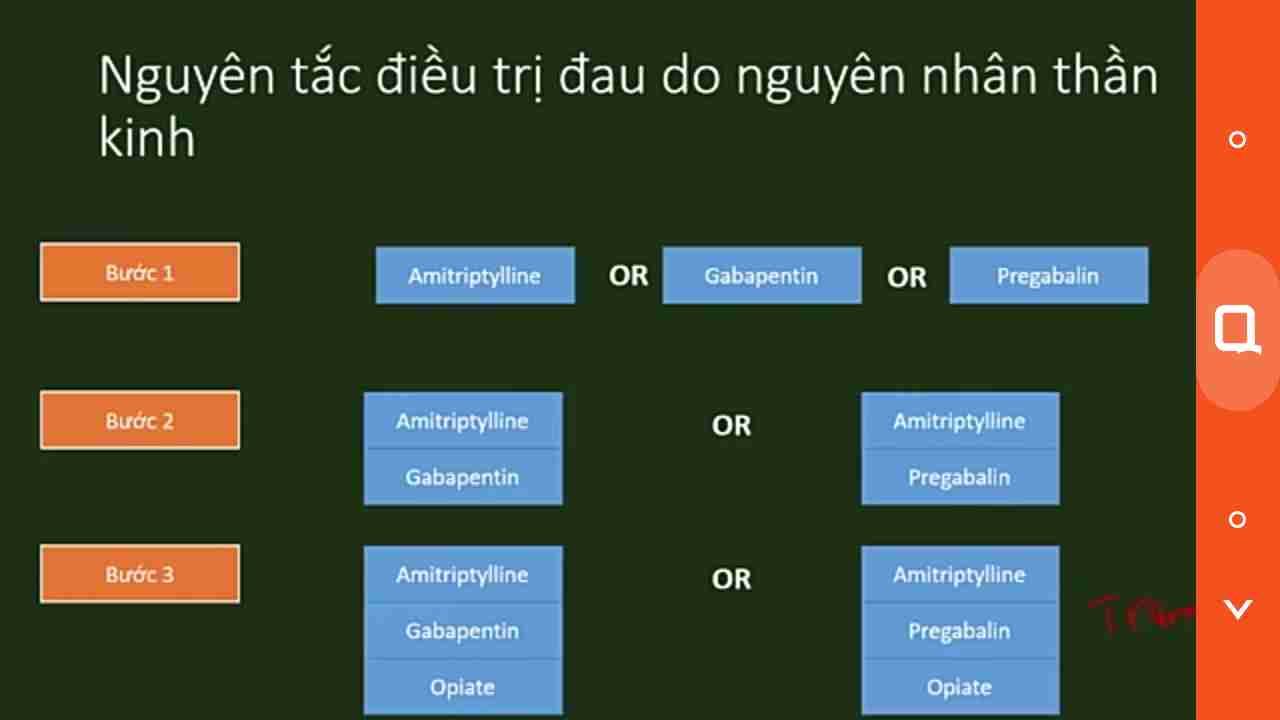 Nguyên tắc điều trị đau do nguyên nhân thần
kinh
Bước 1
Amitriptylline OR Gabapentin OR Pregabalin
Bước 2
Amitriptylline OR Amitriptylline
Gabapentin Pregabalin
Bước 3
Amitriptylline OR Amitriptylline
Gabapentin Pregabalin
Opiate Opiate